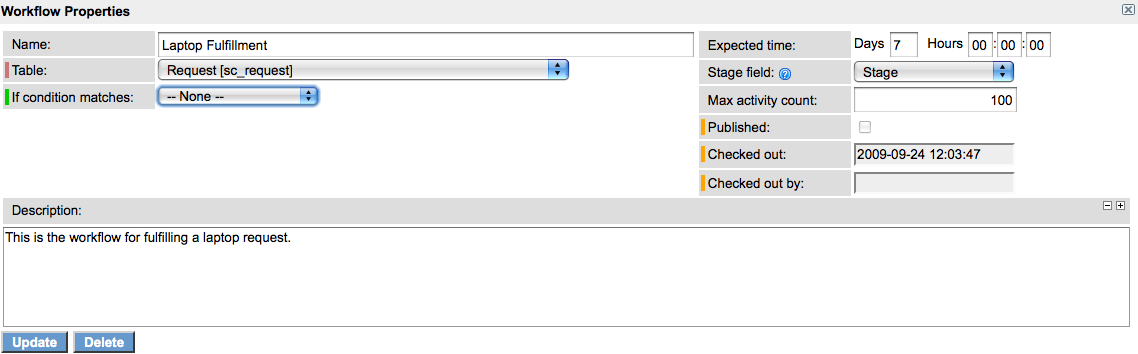 Workflow Properties
Name: Laptop Fulfillment
Table: Request [sc_request]
If condition matches: -- None --
Expected time: Days 7 Hours 00:00:00
Stage field: ? Stage
Max activity count: 100
Published:
Checked out: 2009-09-24 12:03:47
Checked out by:
Description:
This is the workflow for fulfilling a laptop request.
Update Delete